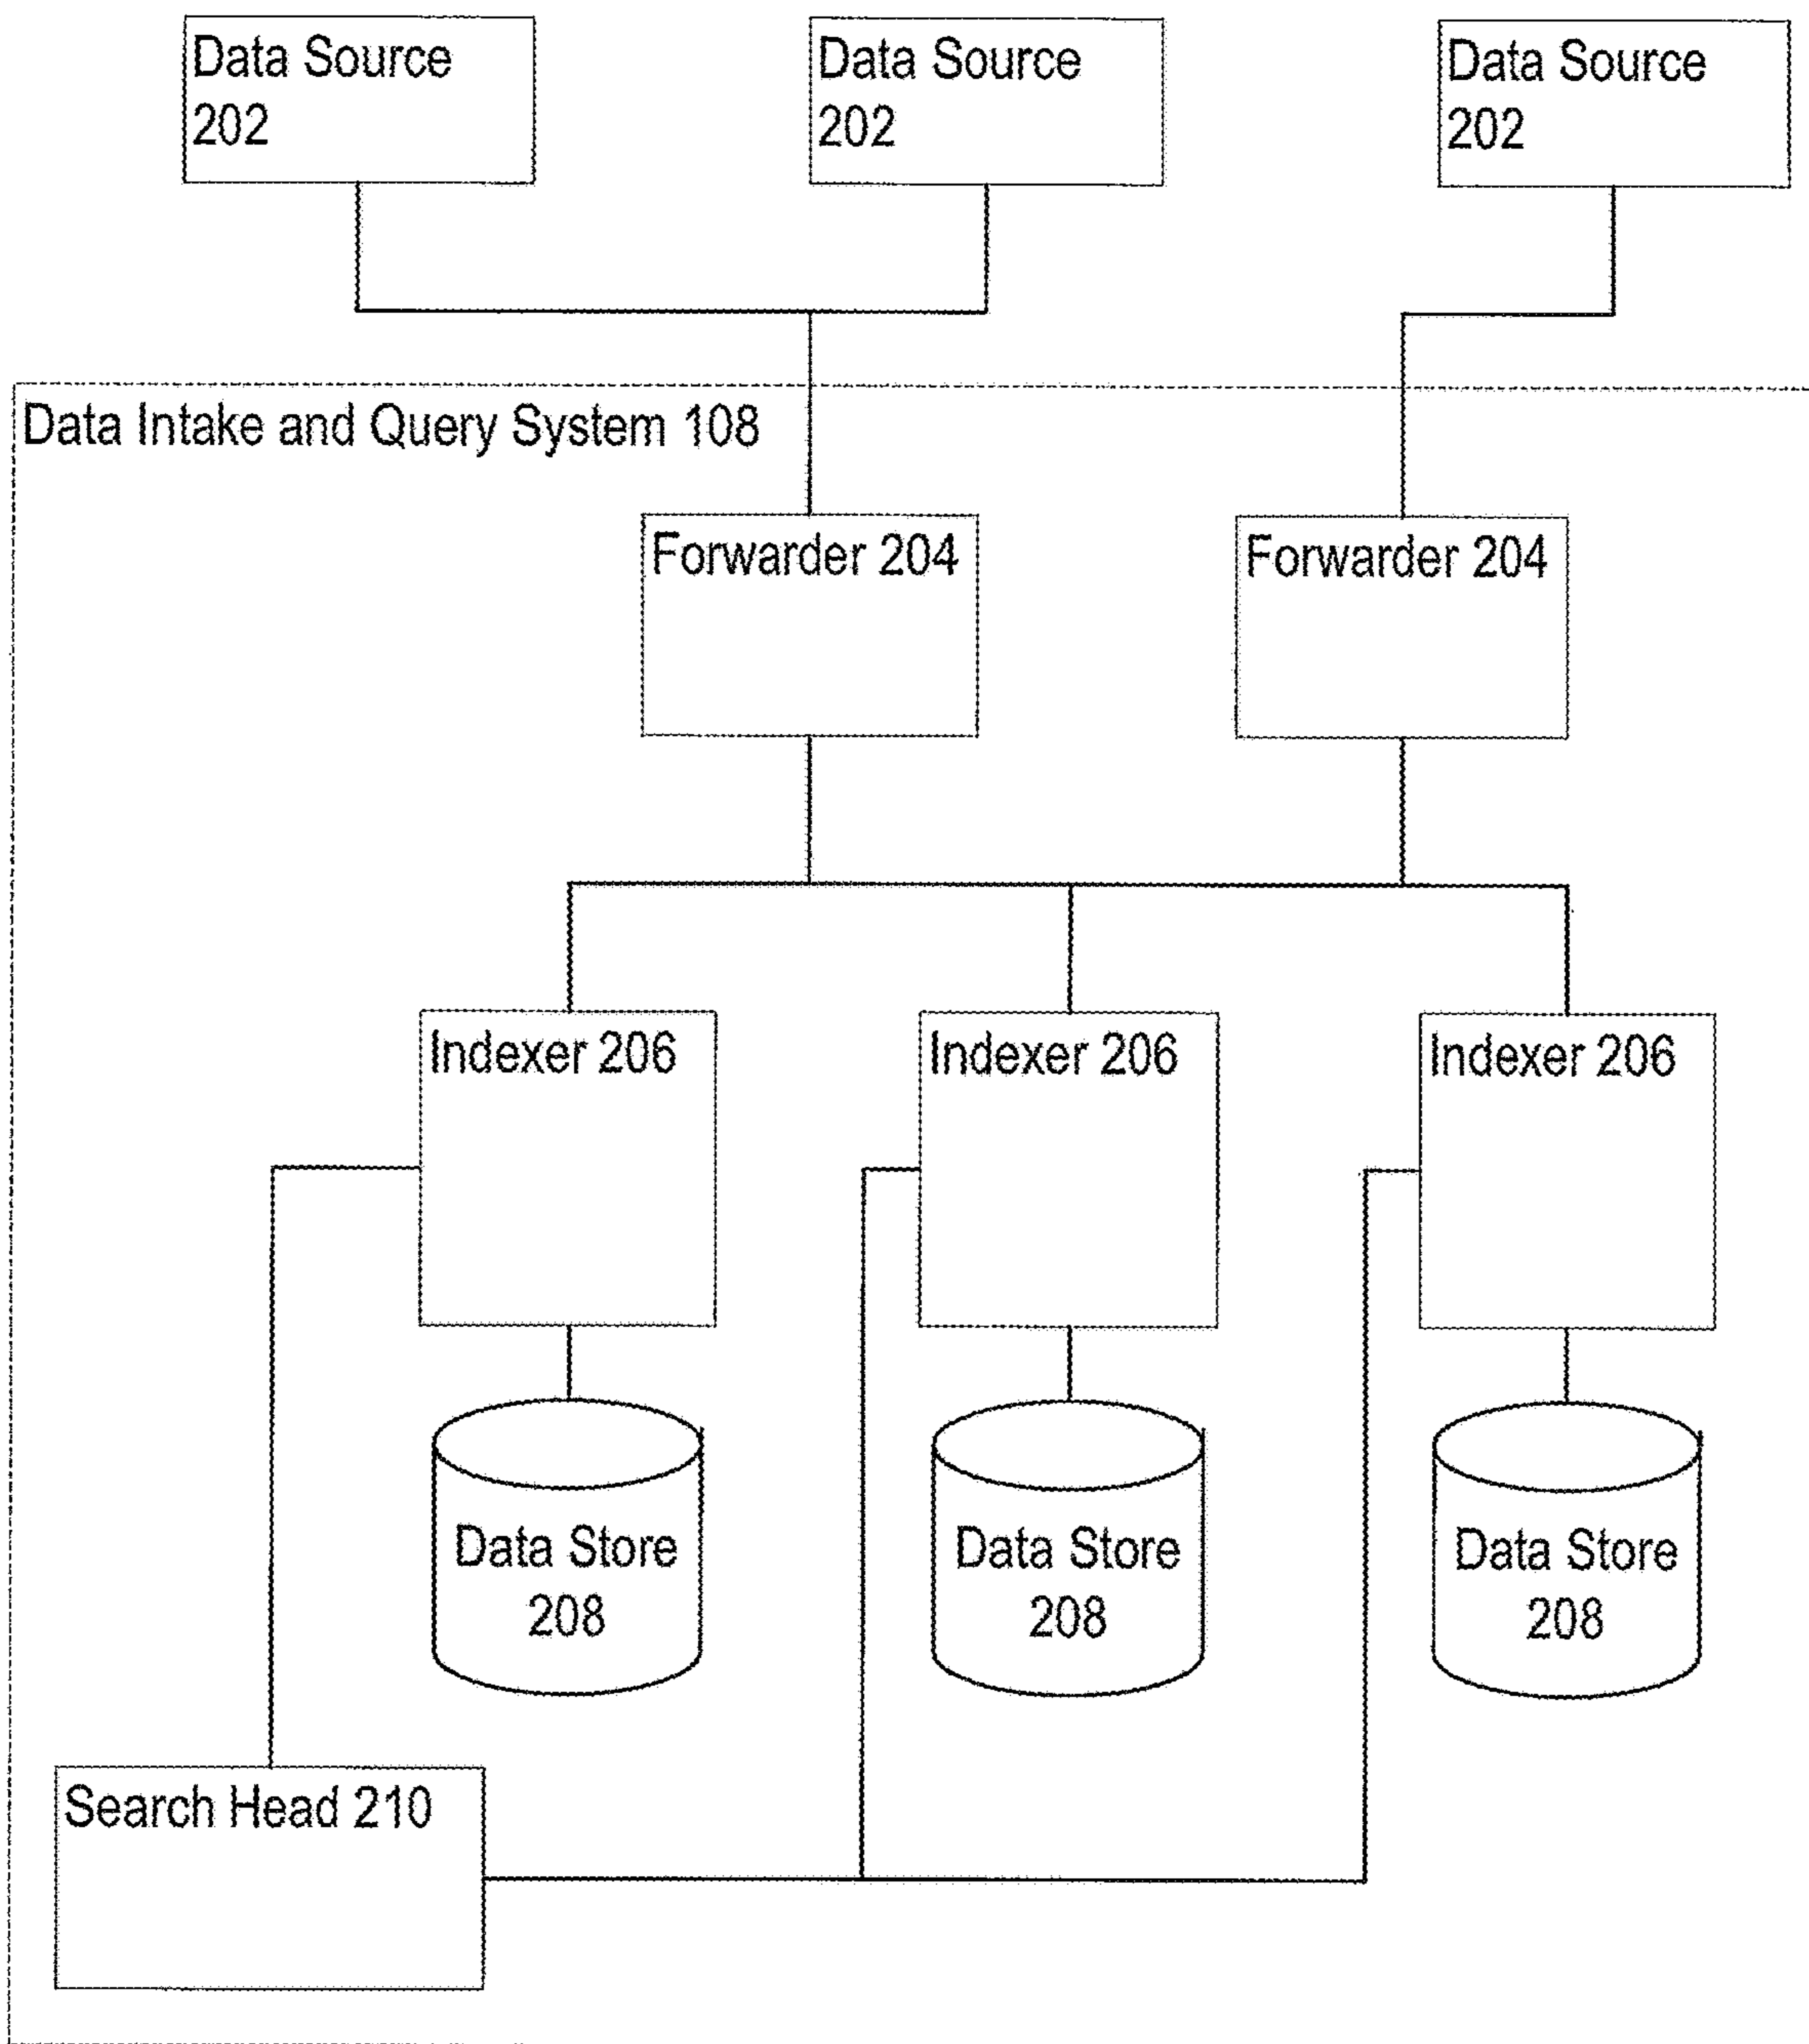 Data Source
202
Data Source
202
Data Source
202
Data Intake and Query System 108
Forwarder 204
Forwarder 204
Indexer 206
Indexer 206
Indexer 206
Data Store
208
Data Store
208
Data Store
208
Search Head 210